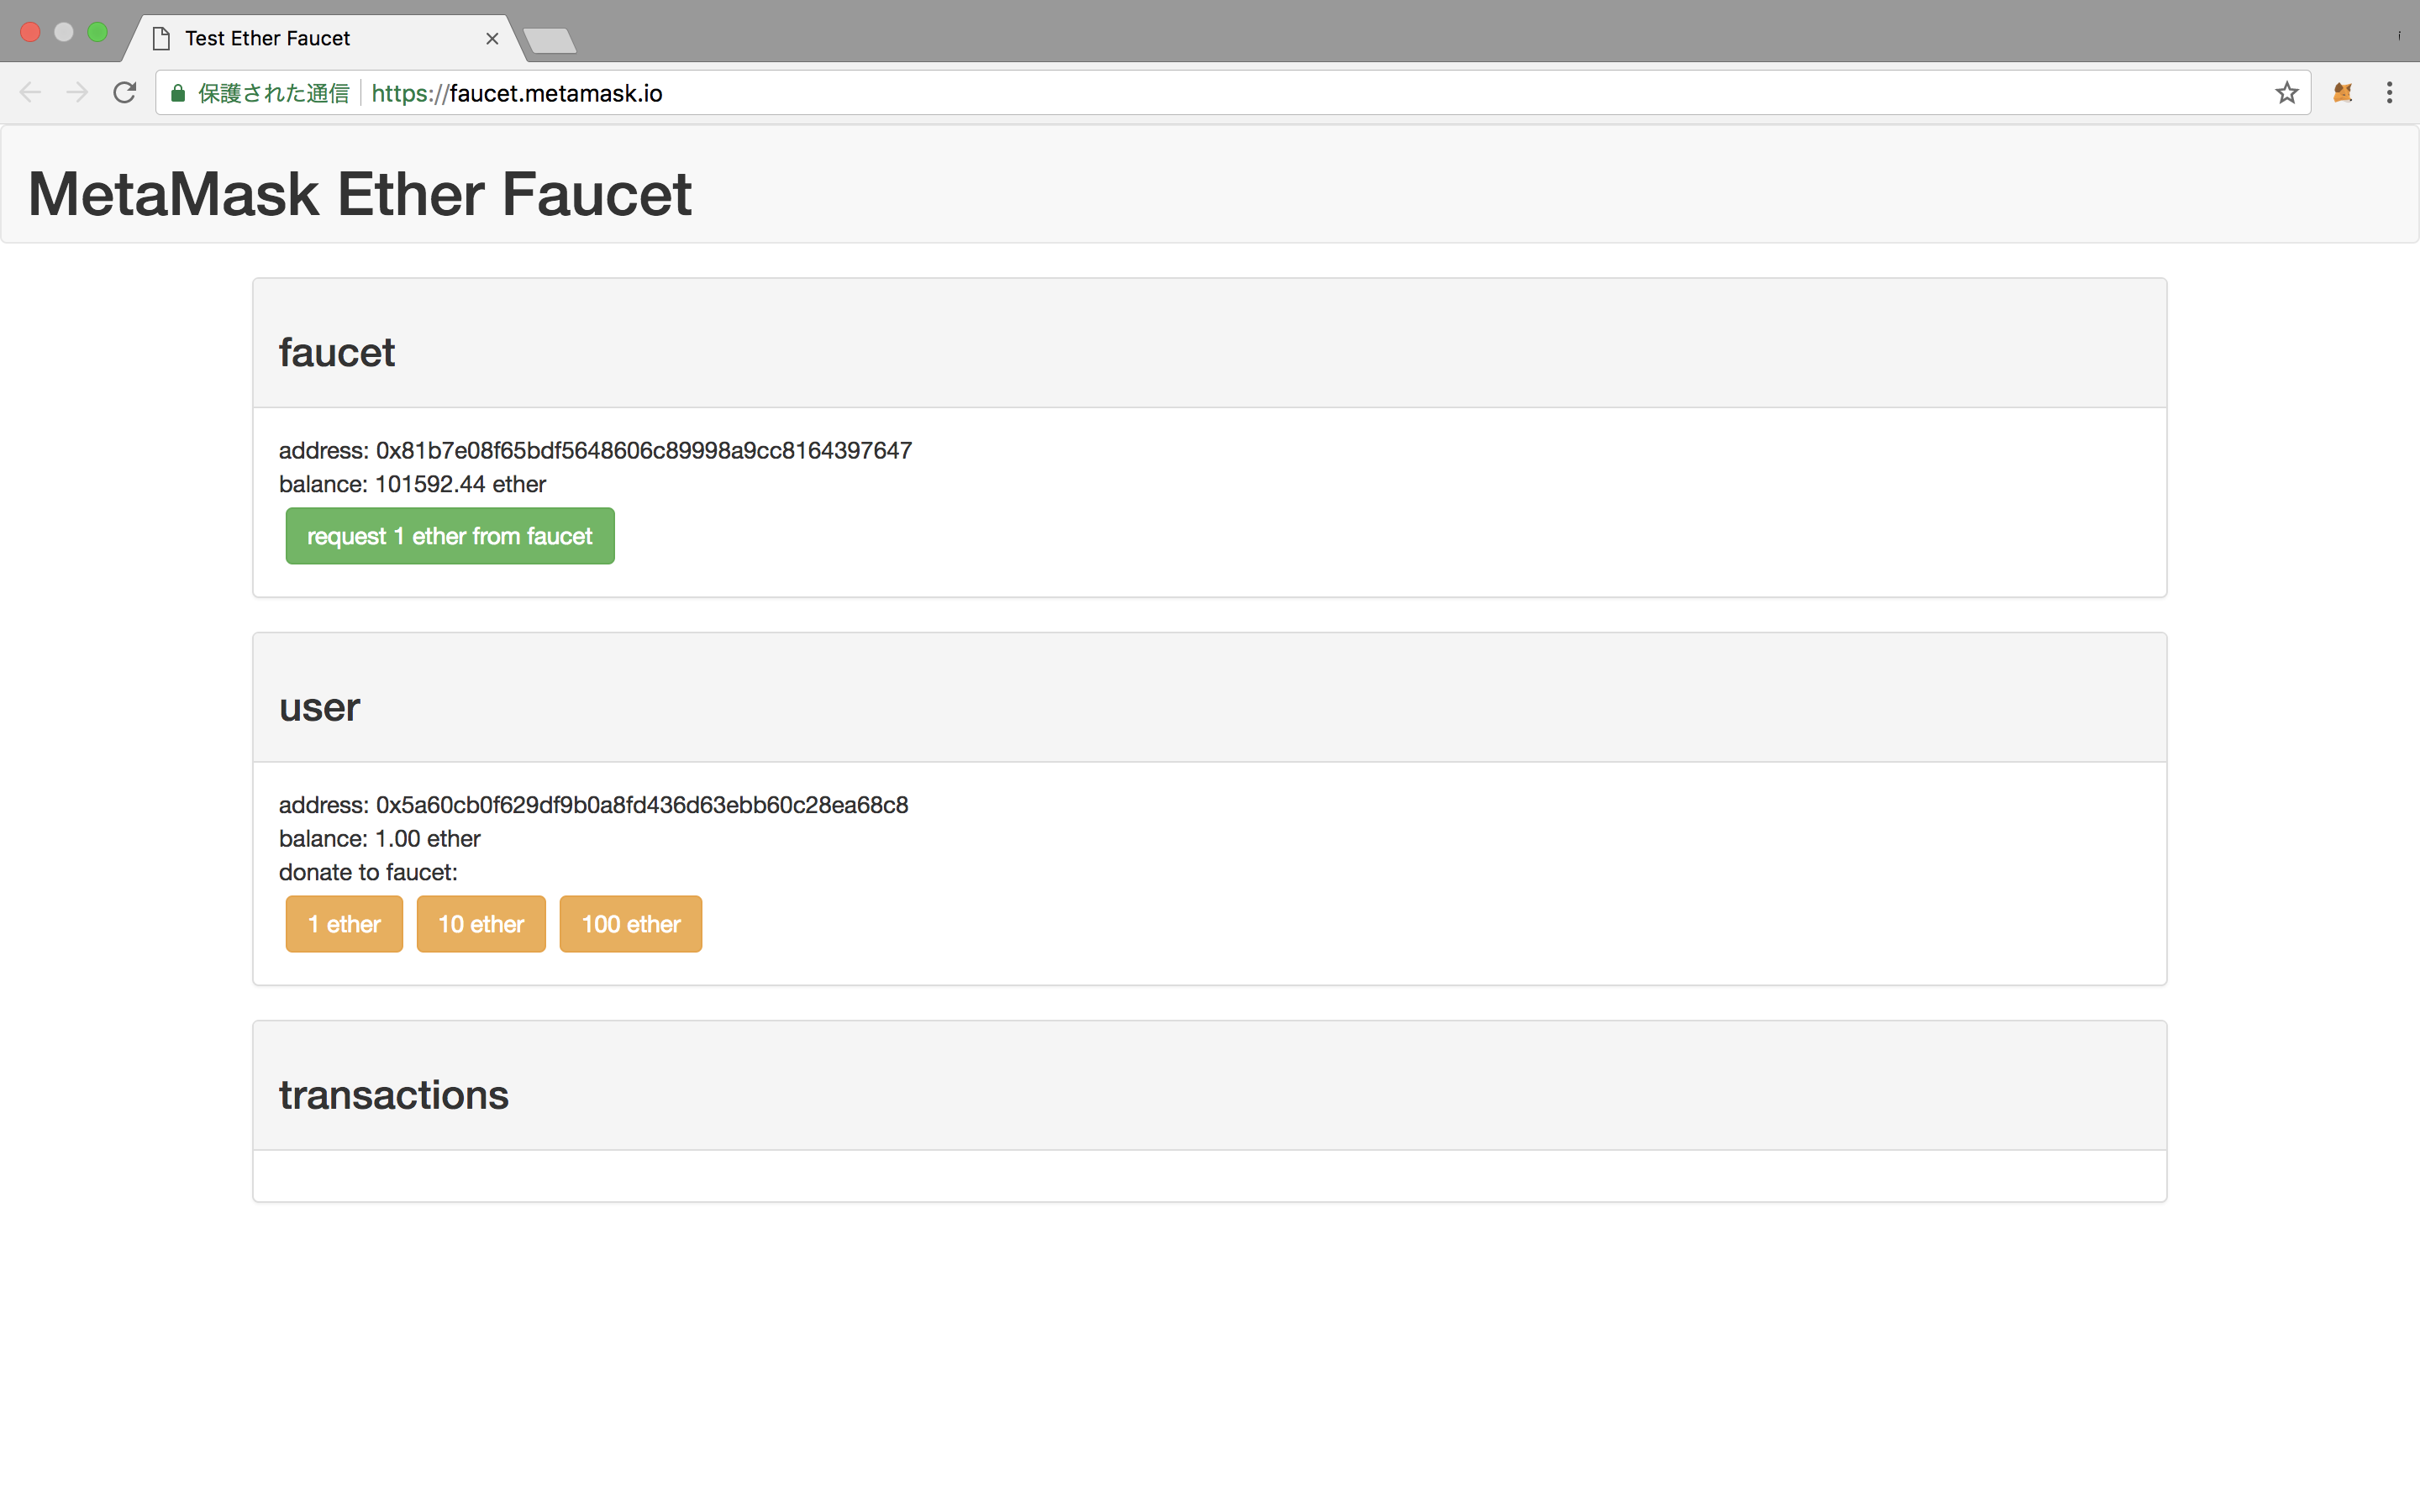 Test Ether Faucet
保護された通信 https://faucet.metamask.io
MetaMask Ether Faucet
faucet
address: 0x81b7e08f65bdf5648606c89998a9cc8164397647
balance: 101592.44 ether
request 1 ether from faucet
user
address: 0x5a60cb0f629df9b0a8fd436d63ebb60c28ea68c8
balance: 1.00 ether
donate to faucet:
1 ether 10 ether 100 ether
transactions